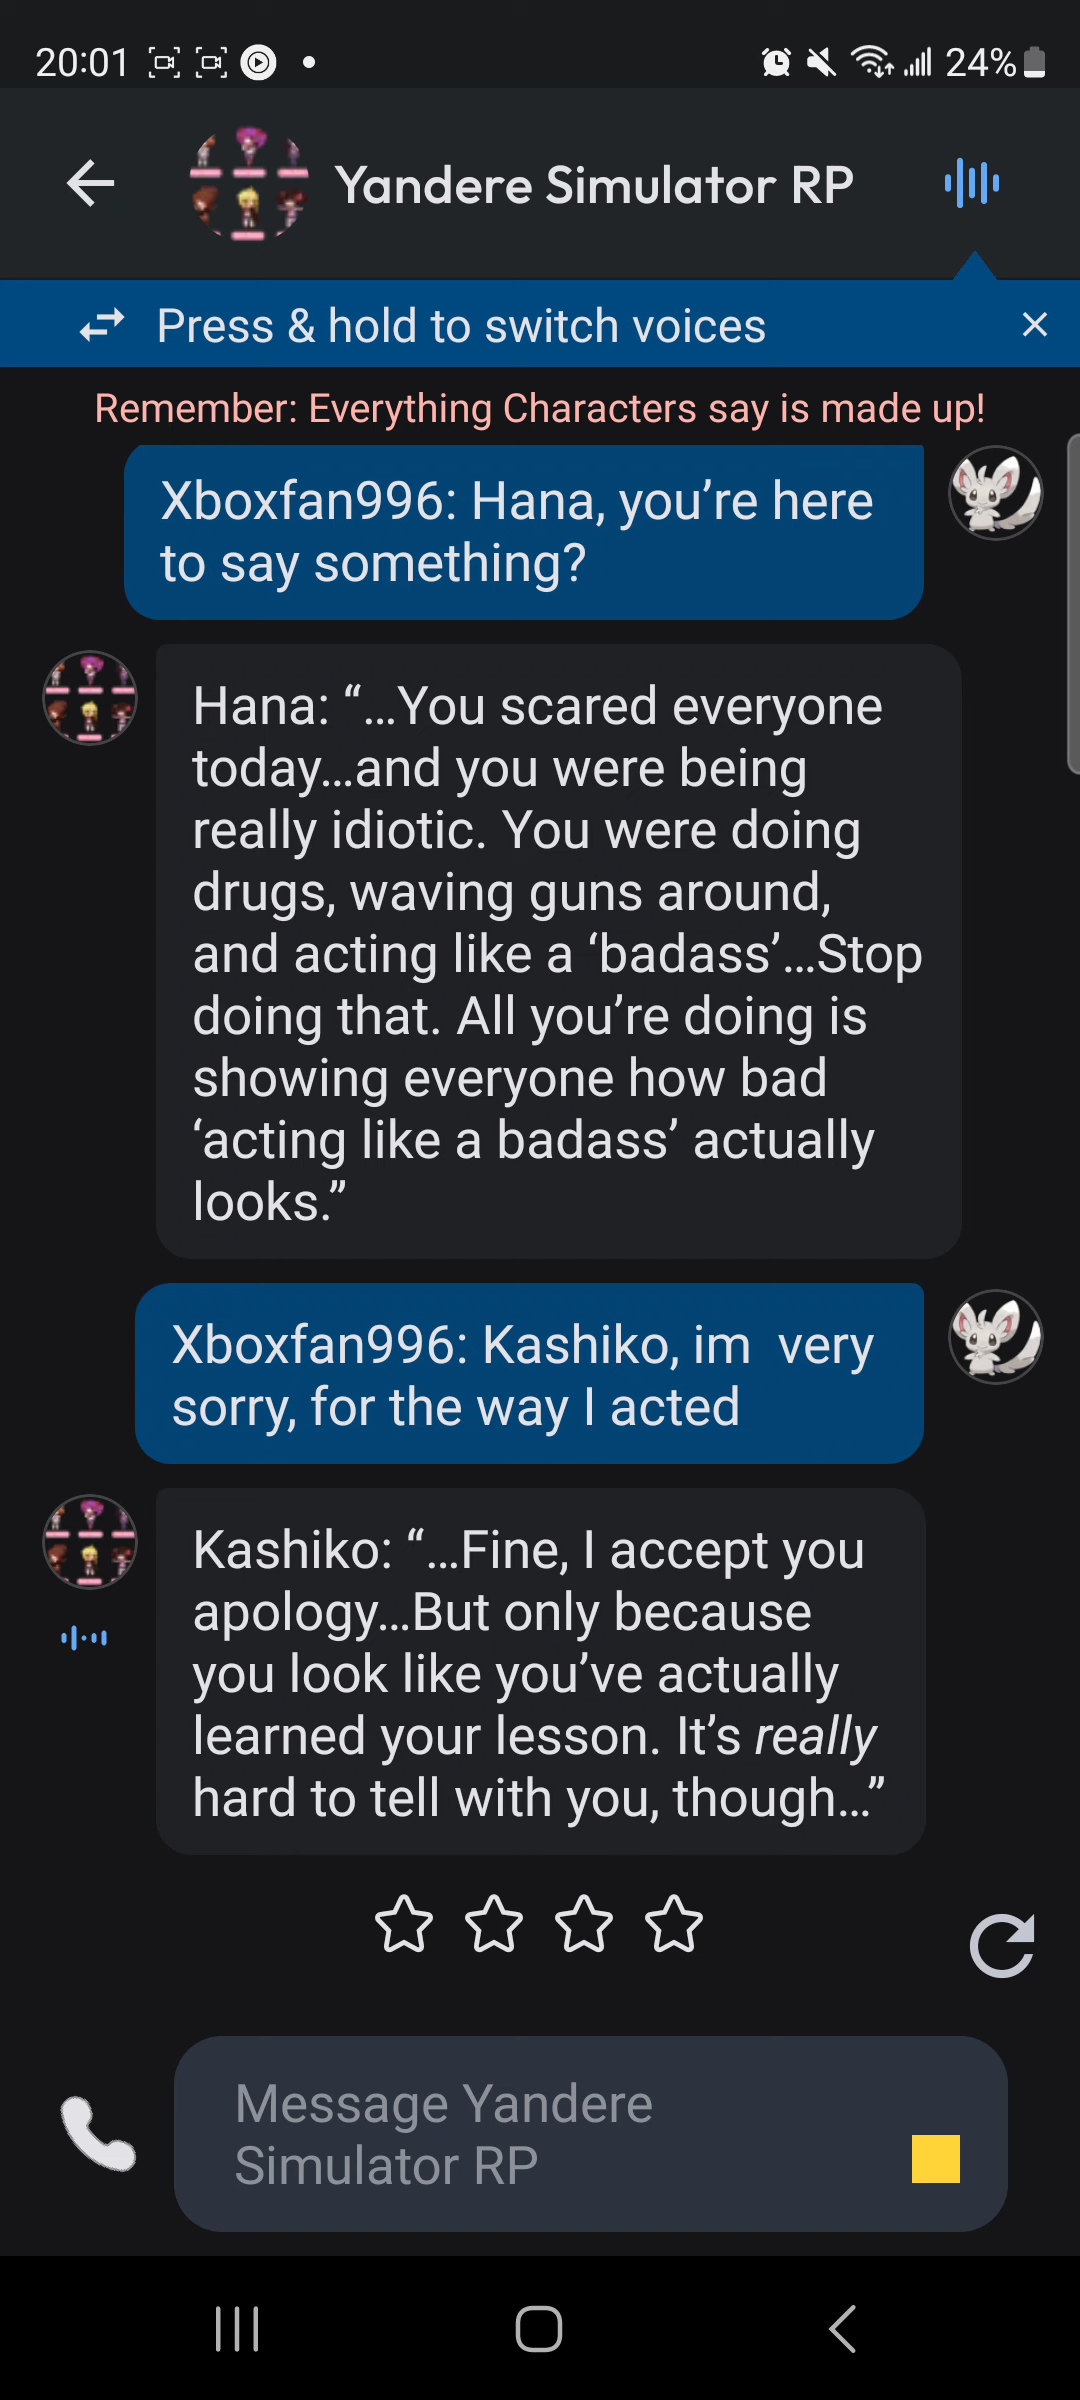 20:01
24%
Yandere Simulator RP
Press & hold to switch voices
Remember: Everything Characters say is made up!
Xboxfan996: Hana, you’re here
to say something?
Hana: “...You scared everyone
today...and you were being
really idiotic. You were doing
drugs, waving guns around,
and acting like a ‘badass’...Stop
doing that. All you’re doing is
showing everyone how bad
‘acting like a badass’ actually
looks.”
Xboxfan996: Kashiko, im  very
sorry, for the way I acted
Kashiko: “...Fine, I accept you
apology...But only because
you look like you’ve actually
learned your lesson. It’s really
hard to tell with you, though...”
Message Yandere
Simulator RP